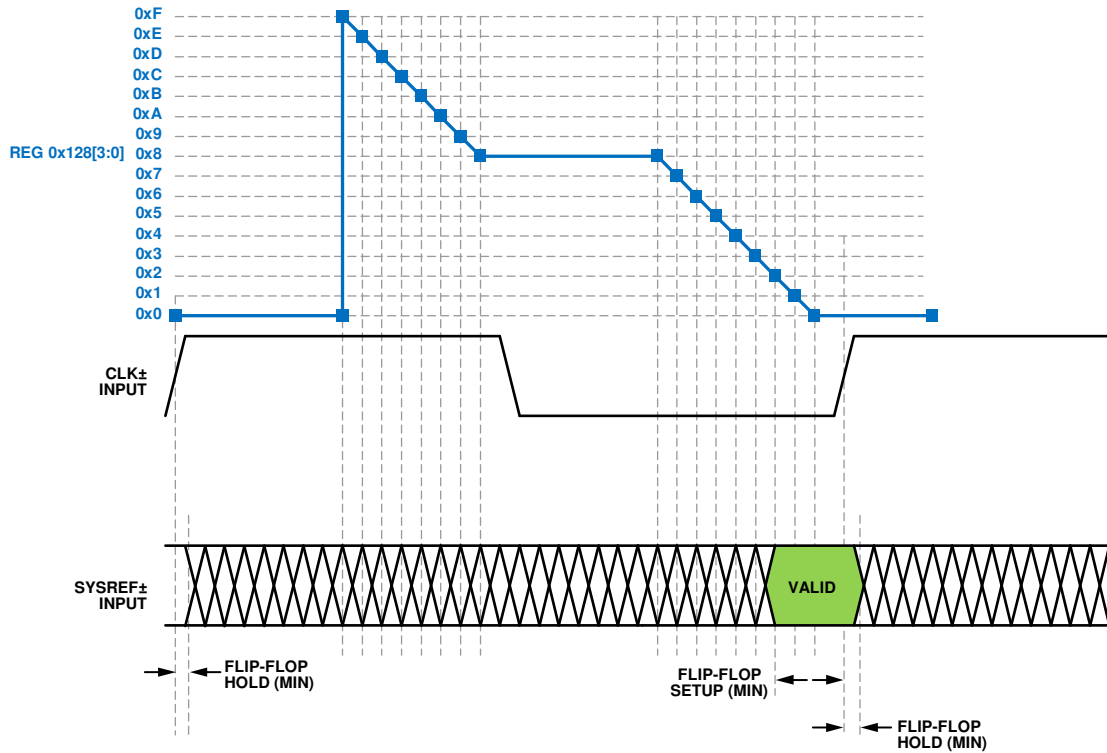 0xF
0xE
0xD
0xC
0xB
0xA
0x9
REG 0x128[3:0] 0x8
0x7
0x6
0x5
0x4
0x3
0x2
0x1
0x0
CLK±
INPUT
SYSREF±
INPUT
VALID
FLIP-FLOP
HOLD (MIN)
FLIP-FLOP
SETUP (MIN)
FLIP-FLOP
HOLD (MIN)